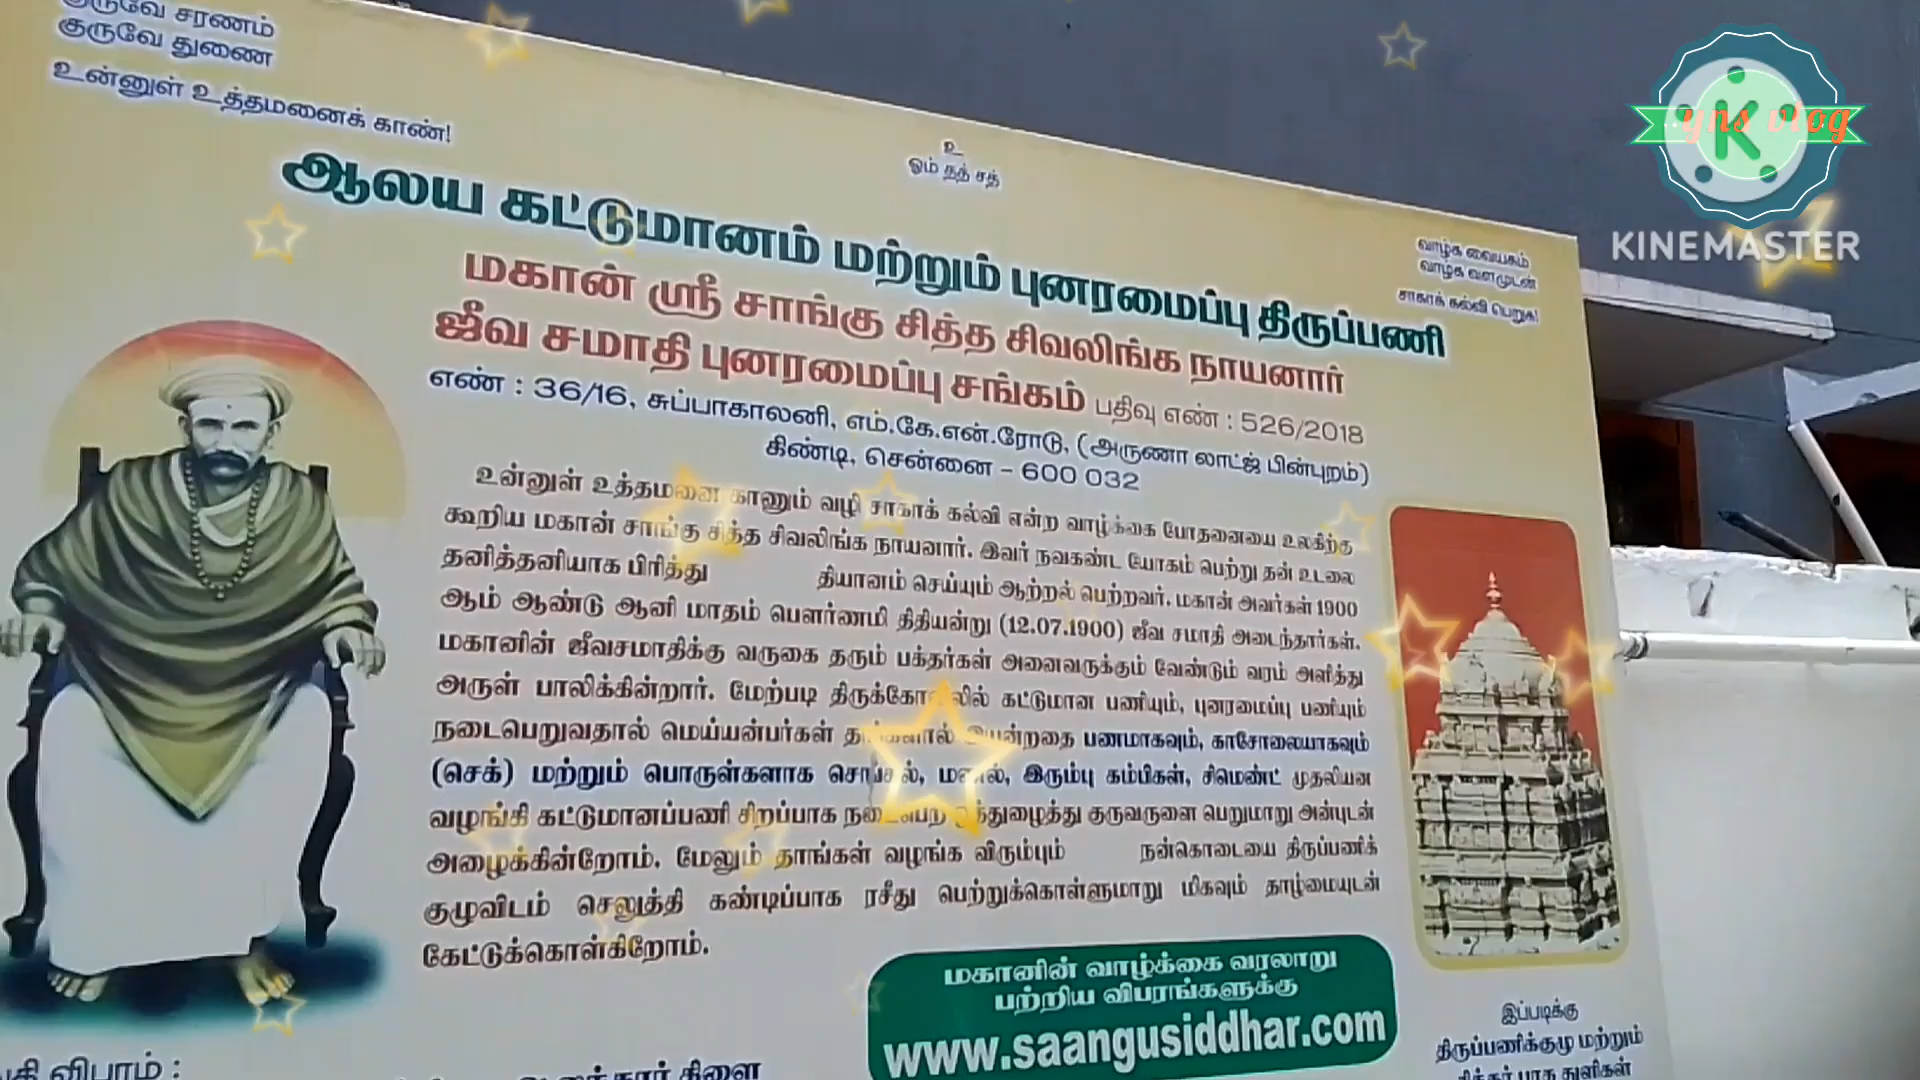 குருவே சரணம்
குருவே துணை
உன்னுள் உத்தமனைக் காண்!
உ
ஓம் தத் சத்
வாழ்க வையகம்
வாழ்க வளமுடன்
சாகாக் கல்வி பெறுக!
ஆலய கட்டுமானம் மற்றும் புனரமைப்பு திருப்பணி
மகான் ஸ்ரீ சாங்கு சித்த சிவலிங்க நாயனார்
ஜீவ சமாதி புனரமைப்பு சங்கம் பதிவு எண் : 526/2018
எண் : 36/16, சுப்பாகாலனி, எம்.கே.என்.ரோடு, (அருணா லாட்ஜ் பின்புறம்)
கிண்டி, சென்னை - 600 032
உன்னுள் உத்தமனை காணும் வழி சாகாக் கல்வி என்ற வாழ்க்கை போதனையை உலகிற்கு
கூறிய மகான் சாங்கு சித்த சிவலிங்க நாயனார். இவர் நவகண்ட யோகம் பெற்று தன் உடலை
தனித்தனியாக பிரித்து தியானம் செய்யும் ஆற்றல் பெற்றவர். மகான் அவர்கள் 1900
ஆம் ஆண்டு ஆனி மாதம் பௌர்ணமி திதியன்று (12.07.1900) ஜீவ சமாதி அடைந்தார்கள்.
மகானின் ஜீவசமாதிக்கு வருகை தரும் பக்தர்கள் அனைவருக்கும் வேண்டும் வரம் அளித்து
அருள் பாலிக்கின்றார். மேற்படி திருக்கோவிலில் கட்டுமான பணியும், புனரமைப்பு பணியும்
நடைபெறுவதால் மெய்யன்பர்கள் தங்களால் இயன்றதை பணமாகவும், காசோலையாகவும்
(செக்) மற்றும் பொருள்களாக செங்கல், மணல், இரும்பு கம்பிகள், சிமெண்ட் முதலியன
வழங்கி கட்டுமானப்பணி சிறப்பாக நடைபெற ஒத்துழைத்து குருவருளை பெறுமாறு அன்புடன்
அழைக்கின்றோம். மேலும் தாங்கள் வழங்க விரும்பும் நன்கொடையை திருப்பணிக்
குழுவிடம் செலுத்தி கண்டிப்பாக ரசீது பெற்றுக்கொள்ளுமாறு மிகவும் தாழ்மையுடன்
கேட்டுக்கொள்கிறோம்.
மகானின் வாழ்க்கை வரலாறு
பற்றிய விபரங்களுக்கு
www.saangusiddhar.com
இப்படிக்கு
திருப்பணிக்குழு மற்றும்
விபரம் :
கிளை
K
yns vlog
KINEMASTER